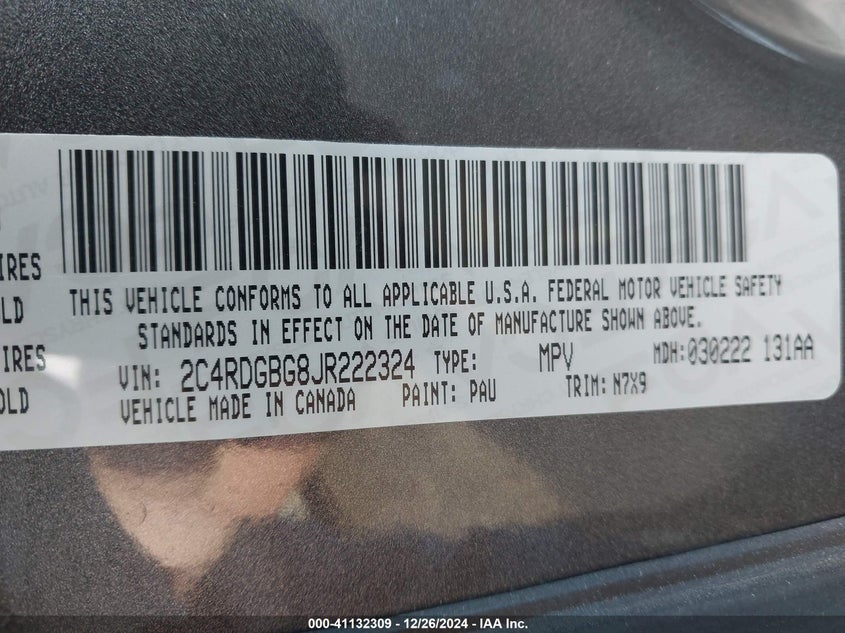 IRES
LD
IRES
OLD
THIS VEHICLE CONFORMS TO ALL APPLICABLE U.S.A. FEDERAL MOTOR VEHICLE SAFETY
STANDARDS IN EFFECT ON THE DATE OF MANUFACTURE SHOWN ABOVE.
VIN: 2C4RDGBG8JR222324 TYPE: MPV MDH:030222 131AA
VEHICLE MADE IN CANADA PAINT: PAU TRIM: N7X9
000-41132309 - 12/26/2024 - IAA Inc.